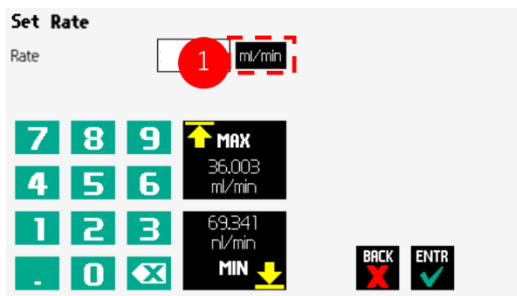 Set Rate
Rate
1
ml/min
7 8 9
MAX
36.003
ml/min
4 5 6
1 2 3
69.341
nl/min
MIN
. 0
BACK
ENTR